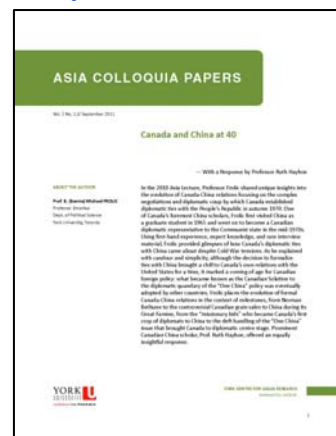 ASIA COLLOQUIA PAPERS
Vol. 1 No. 1 // September 2011
Canada and China at 40
— With a Response by Professor Ruth Hayhoe
ABOUT THE AUTHOR
Prof. B. (Bernie) Michael FROLIC
Professor Emeritus
Dept. of Political Science
York University, Toronto
In the 2010 Asia Lecture, Professor Frolic shared unique insights into
the evolution of Canada-China relations focusing on the complex
negotiations and diplomatic coup by which Canada established
diplomatic ties with the People's Republic in autumn 1970. One
of Canada's foremost China scholars, Frolic first visited China as
a graduate student in 1965 and went on to become a Canadian
diplomatic representative to the Communist state in the mid-1970s.
Using first-hand experience, expert knowledge, and rare interview
material, Frolic provided glimpses of how Canada's diplomatic ties
with China came about despite Cold War tensions. As he explained
with candour and simplicity, although the decision to formalize
ties with China brought a chill to Canada's own relations with the
United States for a time, it marked a coming of age for Canadian
foreign policy: what became known as the Canadian Solution to
the diplomatic quandary of the "One China" policy was eventually
adopted by other countries. Frolic places the evolution of formal
Canada-China relations in the context of milestones, from Norman
Bethune to the controversial Canadian grain sales to China during its
Great Famine, from the "missionary kids" who became Canada's first
crop of diplomats to China to the deft handling of the "One China"
issue that brought Canada to diplomatic centre stage. Prominent
Canadian China scholar, Prof. Ruth Hayhoe, offered an equally
insightful response.
YORK U
YORK CENTRE FOR ASIAN RESEARCH
1